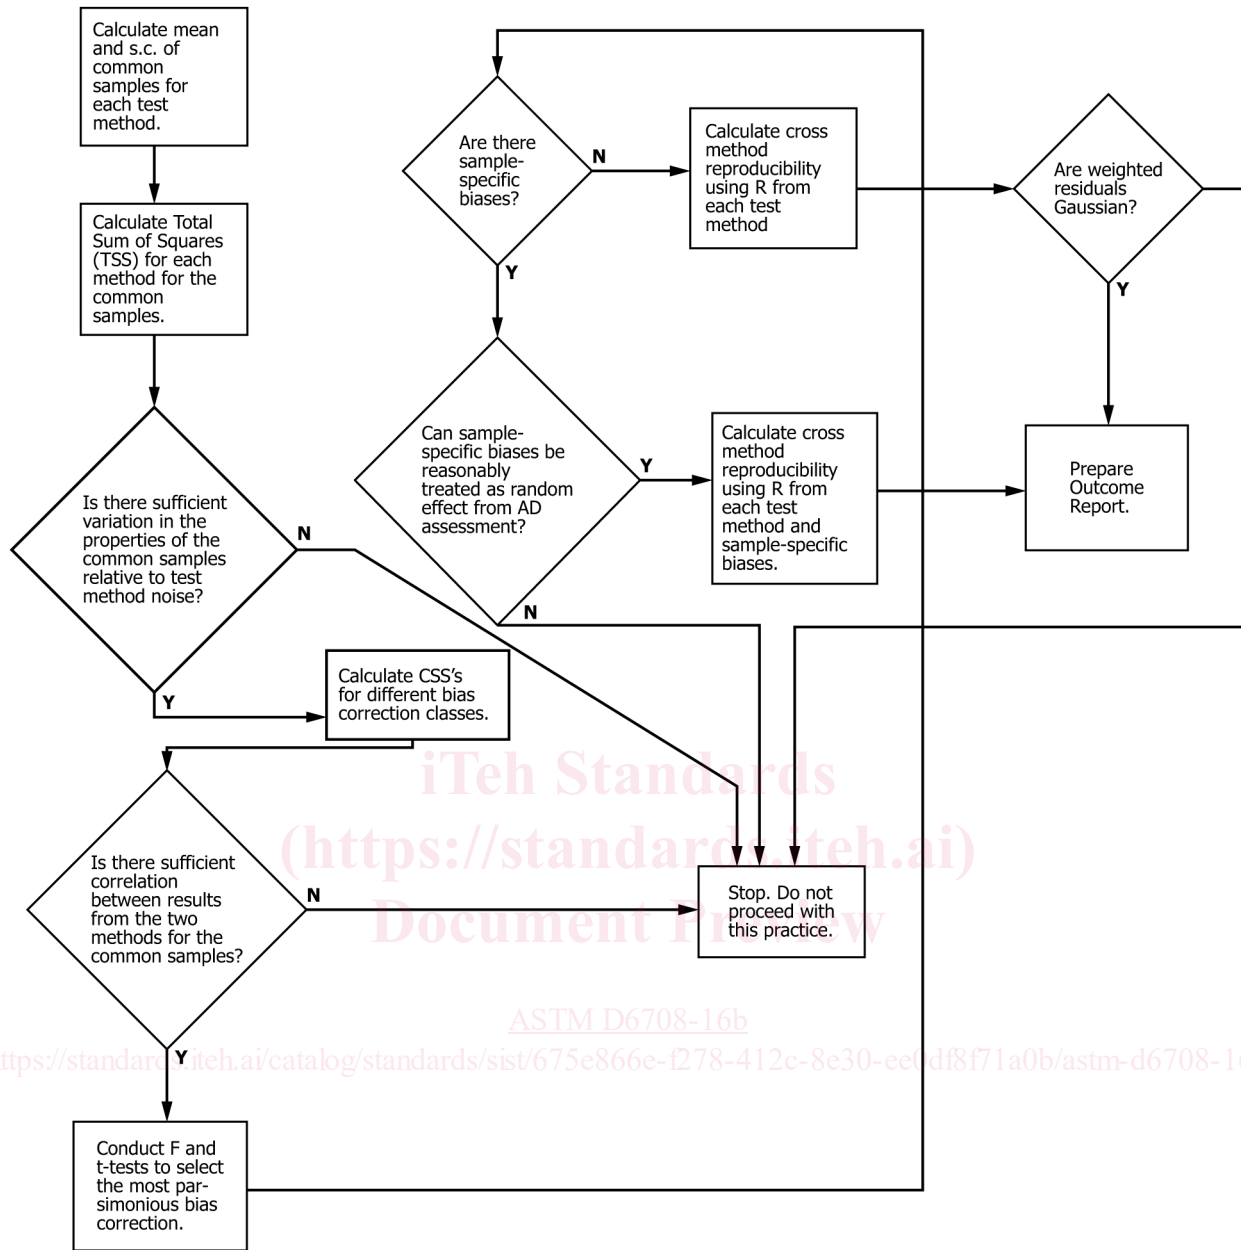 Calculate mean
and s.c. of
common
samples for
each test
method.
Calculate Total
Sum of Squares
(TSS) for each
method for the
common
samples.
Is there sufficient
variation in the
properties of the
common samples
relative to test
method noise?
N
Y
Calculate CSS's
for different bias
correction classes.
Is there sufficient
correlation
between results
from the two
methods for the
common samples?
N
Y
Conduct F and
t-tests to select
the most par-
simonious bias
correction.
Are there
sample-
specific
biases?
N
Y
Calculate cross
method
reproducibility
using R from
each test
method
Can sample-
specific biases be
reasonably
treated as random
effect from AD
assessment?
Y
N
Calculate cross
method
reproducibility
using R from
each test
method and
sample-specific
biases.
Are weighted
residuals
Gaussian?
Y
Prepare
Outcome
Report.
Stop. Do not
proceed with
this practice.
iTeh Standards
(https://standards.iteh.ai)
Document Preview
ASTM D6708-16b
ttps://standards.iteh.ai/catalog/standards/sist/675e866e-f278-412c-8e30-ee0df8f71a0b/astm-d6708-16